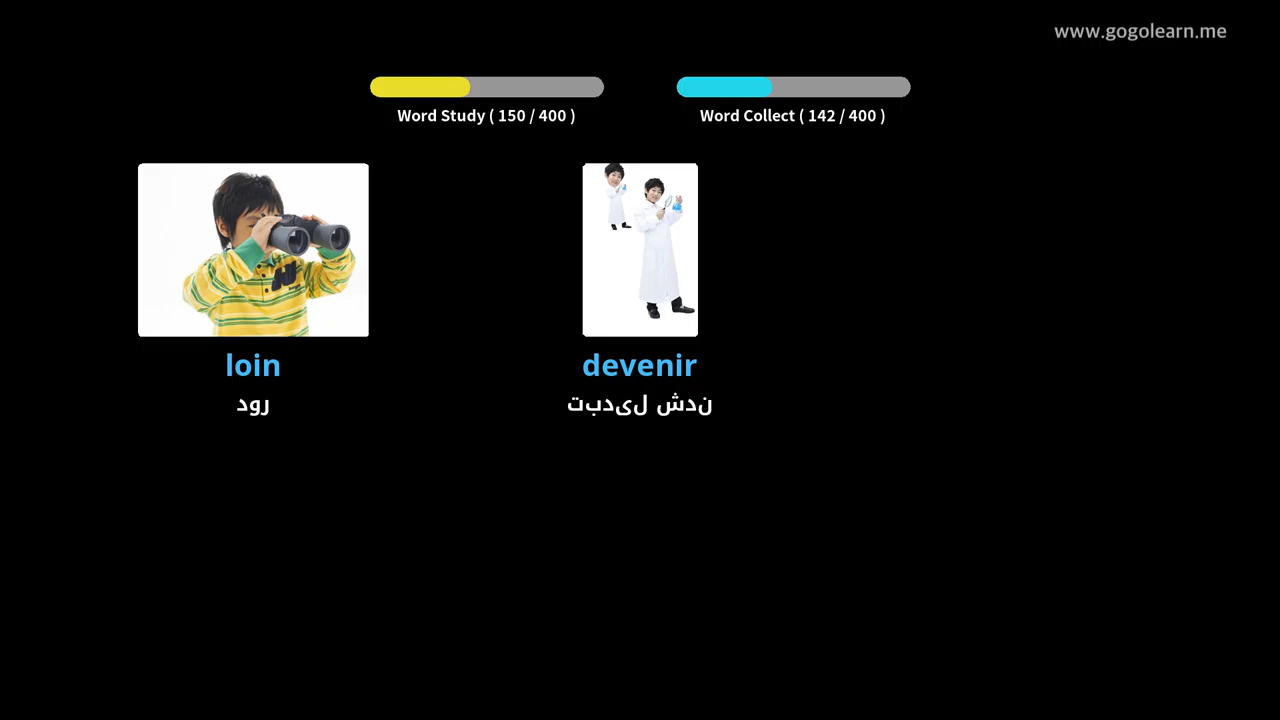 www.gogolearn.me
Word Study ( 150 / 400 )
Word Collect ( 142 / 400 )
loin
دور
devenir
تبدیل شدن